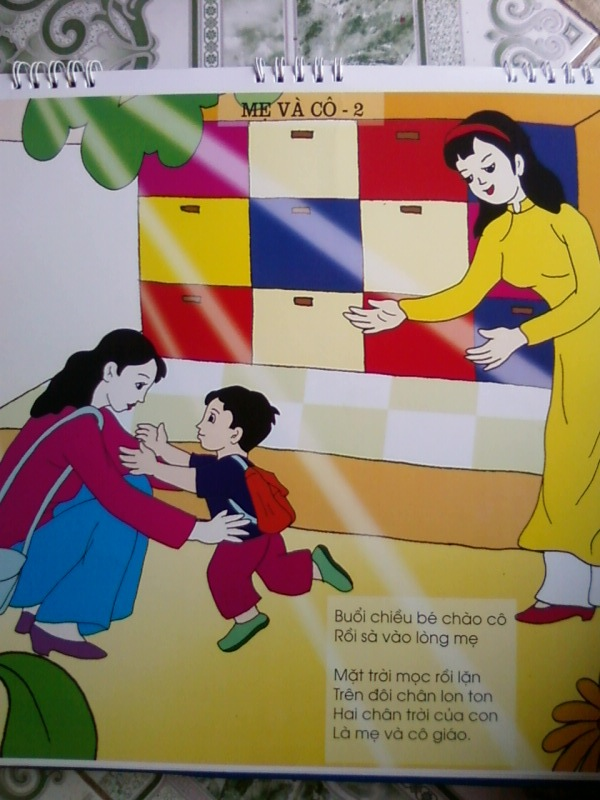 MẸ VÀ CÔ - 2
Buổi chiều bé chào cô
Rồi sà vào lòng mẹ
Mặt trời mọc rồi lặn
Trên đôi chân lon ton
Hai chân trời của con
Là mẹ và cô giáo.